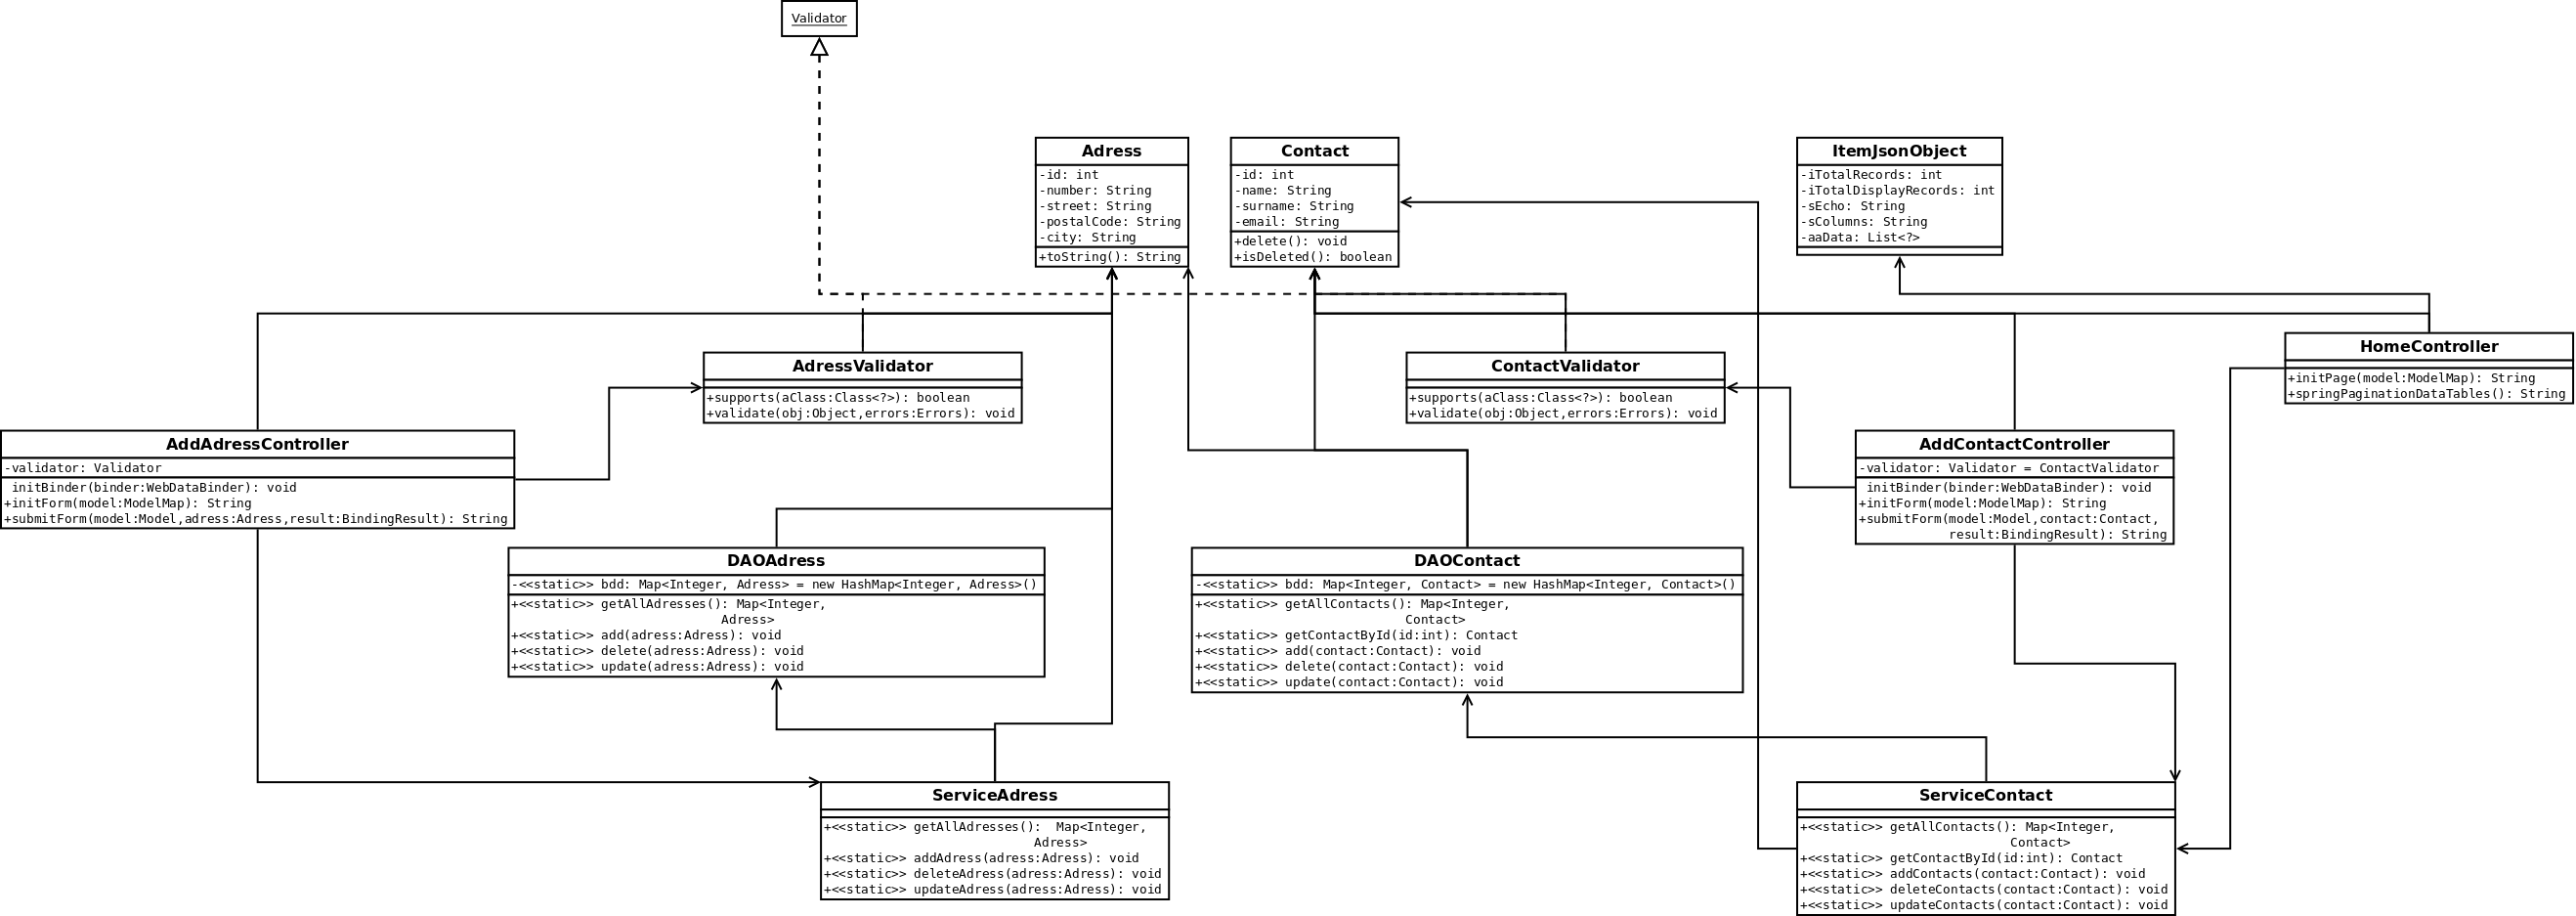 Validator
Adress
-id: int
-number: String
-street: String
-postalCode: String
-city: String
+toString(): String
Contact
-id: int
-name: String
-surname: String
-email: String
+delete(): void
+isDeleted(): boolean
ItemJsonObject
-iTotalRecords: int
-iTotalDisplayRecords: int
-sEcho: String
-sColumns: String
-aaData: List<?>
AdressValidator
+supports(aClass:Class<?>): boolean
+validate(obj:Object,errors:Errors): void
ContactValidator
+supports(aClass:Class<?>): boolean
+validate(obj:Object,errors:Errors): void
HomeController
+initPage(model:ModelMap): String
+springPaginationDataTables(): String
AddAdressController
-validator: Validator
initBinder(binder:WebDataBinder): void
+initForm(model:ModelMap): String
+submitForm(model:Model,adress:Adress,result:BindingResult): String
AddContactController
-validator: Validator = ContactValidator
initBinder(binder:WebDataBinder): void
+initForm(model:ModelMap): String
+submitForm(model:Model,contact:Contact,
result:BindingResult): String
DAOAdress
-<<static>> bdd: Map<Integer, Adress> = new HashMap<Integer, Adress>()
+<<static>> getAllAdresses(): Map<Integer,
Adress>
+<<static>> add(adress:Adress): void
+<<static>> delete(adress:Adress): void
+<<static>> update(adress:Adress): void
DAOContact
-<<static>> bdd: Map<Integer, Contact> = new HashMap<Integer, Contact>()
+<<static>> getAllContacts(): Map<Integer,
Contact>
+<<static>> getContactById(id:int): Contact
+<<static>> add(contact:Contact): void
+<<static>> delete(contact:Contact): void
+<<static>> update(contact:Contact): void
ServiceAdress
+<<static>> getAllAdresses():  Map<Integer,
Adress>
+<<static>> addAdress(adress:Adress): void
+<<static>> deleteAdress(adress:Adress): void
+<<static>> updateAdress(adress:Adress): void
ServiceContact
+<<static>> getAllContacts(): Map<Integer,
Contact>
+<<static>> getContactById(id:int): Contact
+<<static>> addContacts(contact:Contact): void
+<<static>> deleteContacts(contact:Contact): void
+<<static>> updateContacts(contact:Contact): void